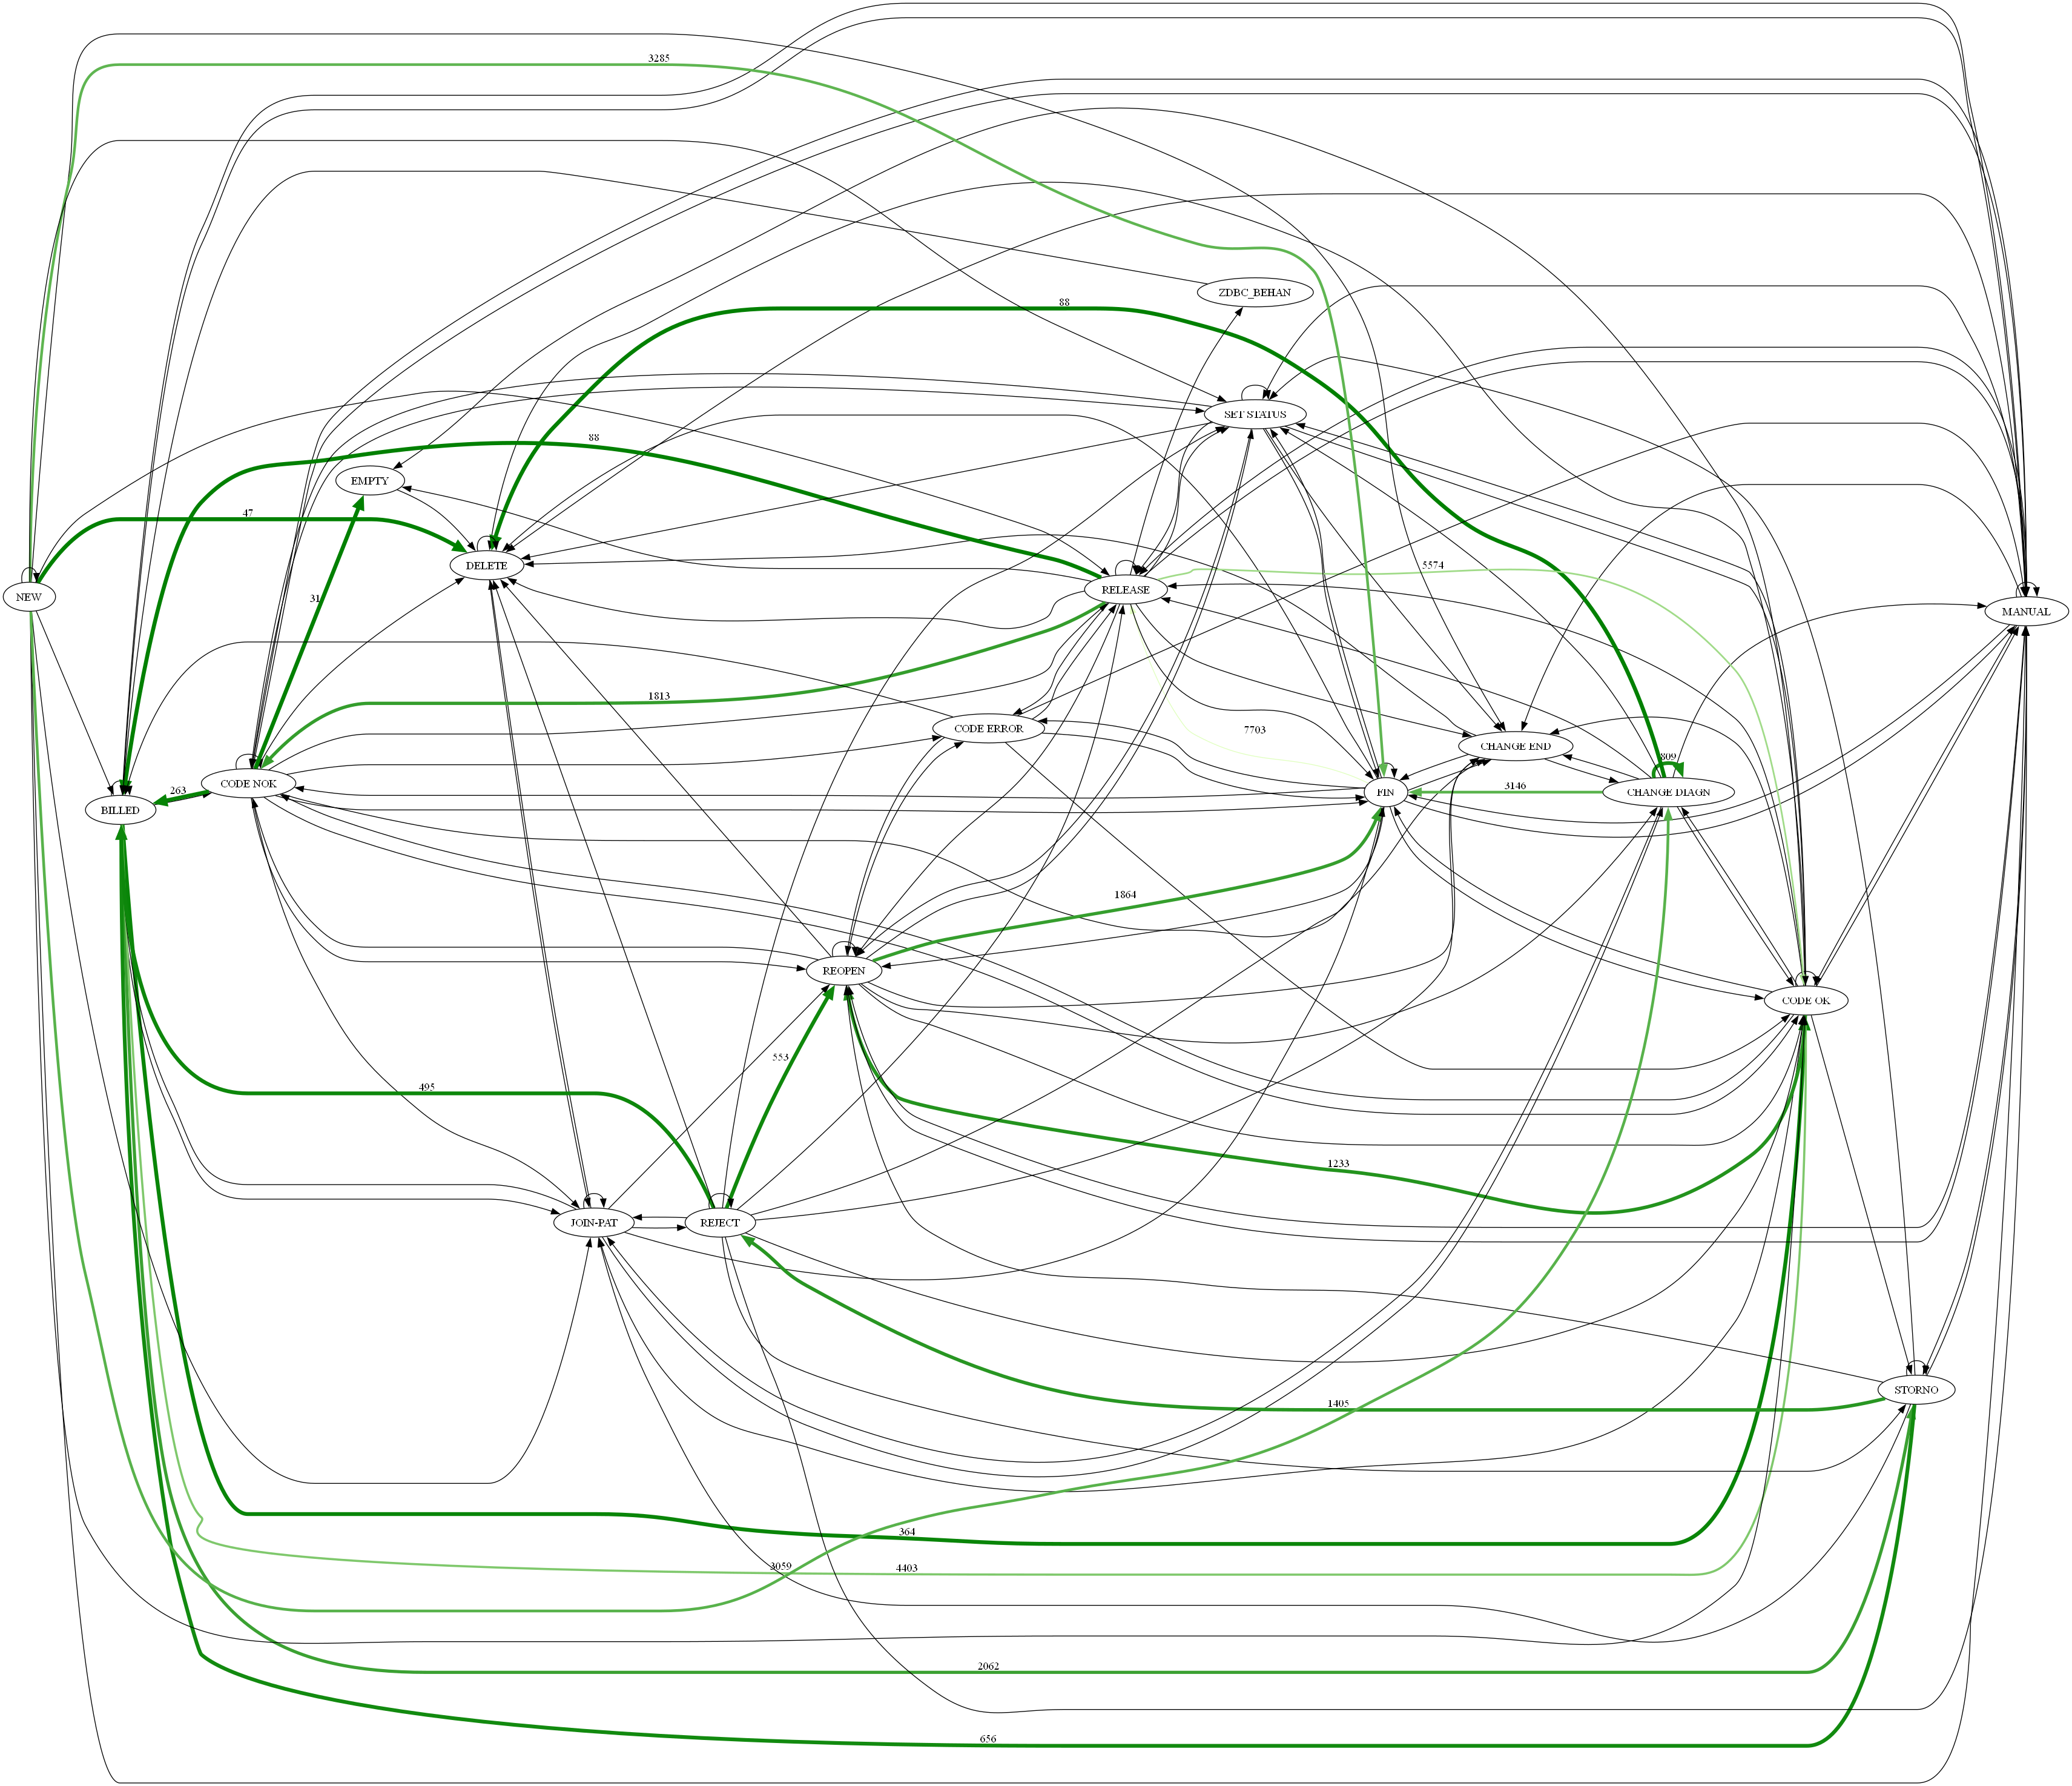 3285
ZDBC_BEHAN
88
SET STATUS
88
EMPTY
47
5574
DELETE
RELEASE
NEW
31
MANUAL
1813
CODE ERROR
7703
CHANGE END
809
263
CODE NOK
3146
BILLED
FIN
CHANGE DIAGN
1864
REOPEN
CODE OK
553
495
1233
JOIN-PAT
REJECT
STORNO
1405
364
3059
4403
2062
656